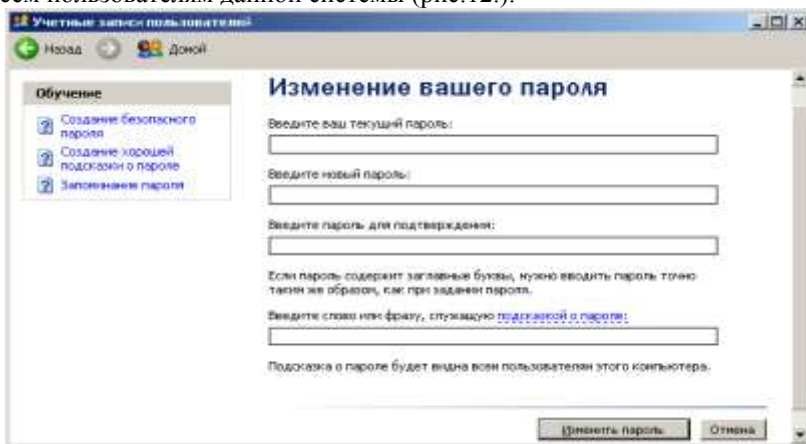 сем пользователям данной системы (рис.12.).
Учетные записи пользователей
Назад Домой
Обучение
Создание безопасного
пароля
Создание хорошей
подсказки о пароле
Запоминание пароля
Изменение вашего пароля
Введите ваш текущий пароль:
Введите новый пароль:
Введите пароль для подтверждения:
Если пароль содержит заглавные буквы, нужно вводить пароль точно
таким же образом, как при задании пароля.
Введите слово или фразу, служащую подсказкой о пароле:
Подсказка о пароле будет видна всем пользователям этого компьютера.
Изменить пароль Отмена